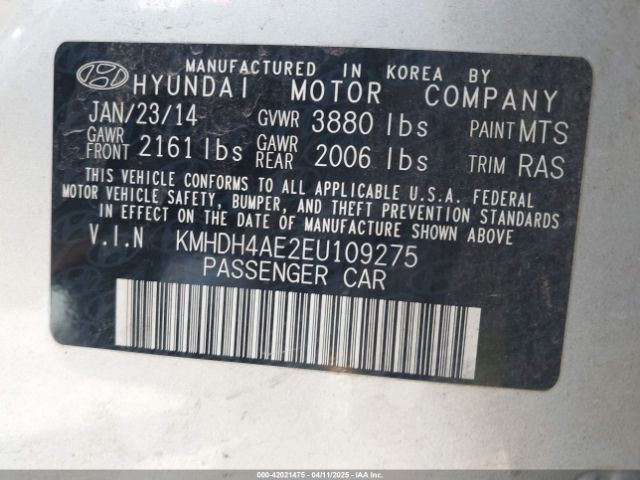 MANUFACTURED IN KOREA BY
HYUNDAI MOTOR COMPANY
JAN/23/14 GVWR 3880 lbs PAINT MTS
GAWR FRONT 2161 lbs GAWR REAR 2006 lbs TRIM RAS
THIS VEHICLE CONFORMS TO ALL APPLICABLE U.S.A. FEDERAL
MOTOR VEHICLE SAFETY, BUMPER, AND THEFT PREVENTION STANDARDS
IN EFFECT ON THE DATE OF MANUFACTURE SHOWN ABOVE.
V.I.N KMHDH4AE2EU109275
PASSENGER CAR
000-42021475 - 04/11/2025 - IAAI.COM